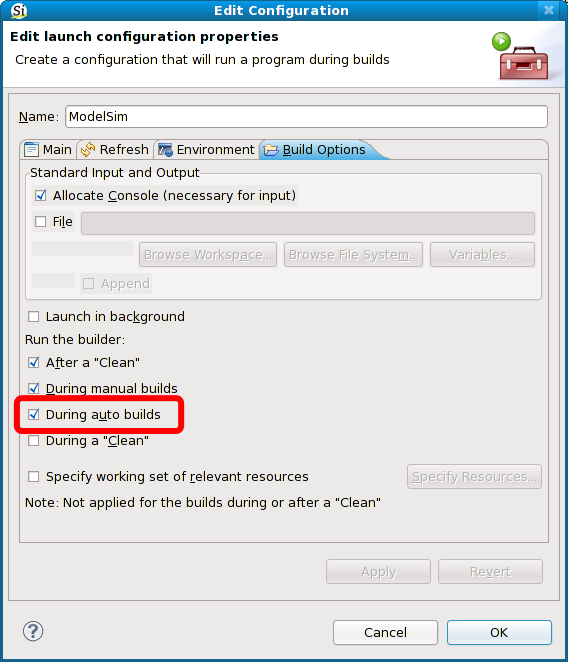 Si Edit Configuration
Edit launch configuration properties
Create a configuration that will run a program during builds
Name: ModelSim
Main Refresh Environment Build Options
Standard Input and Output
Allocate Console (necessary for input)
File
Browse Workspace... Browse File System... Variables...
Append
Launch in background
Run the builder:
After a "Clean"
During manual builds
During auto builds
During a "Clean"
Specify working set of relevant resources Specify Resources...
Note: Not applied for the builds during or after a "Clean"
Apply Revert
? Cancel OK